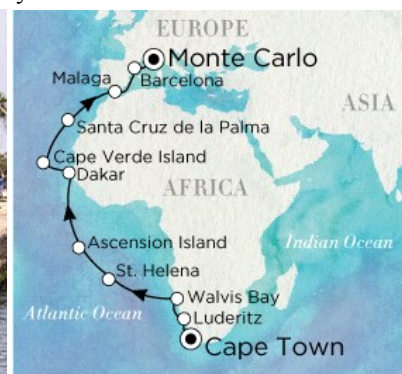 EUROPE
Monte Carlo
Malaga
Barcelona
ASIA
Santa Cruz de la Palma
Cape Verde Island
Dakar
AFRICA
Ascension Island
Indian Ocean
St. Helena
Atlantic Ocean
Walvis Bay
Luderitz
Cape Town